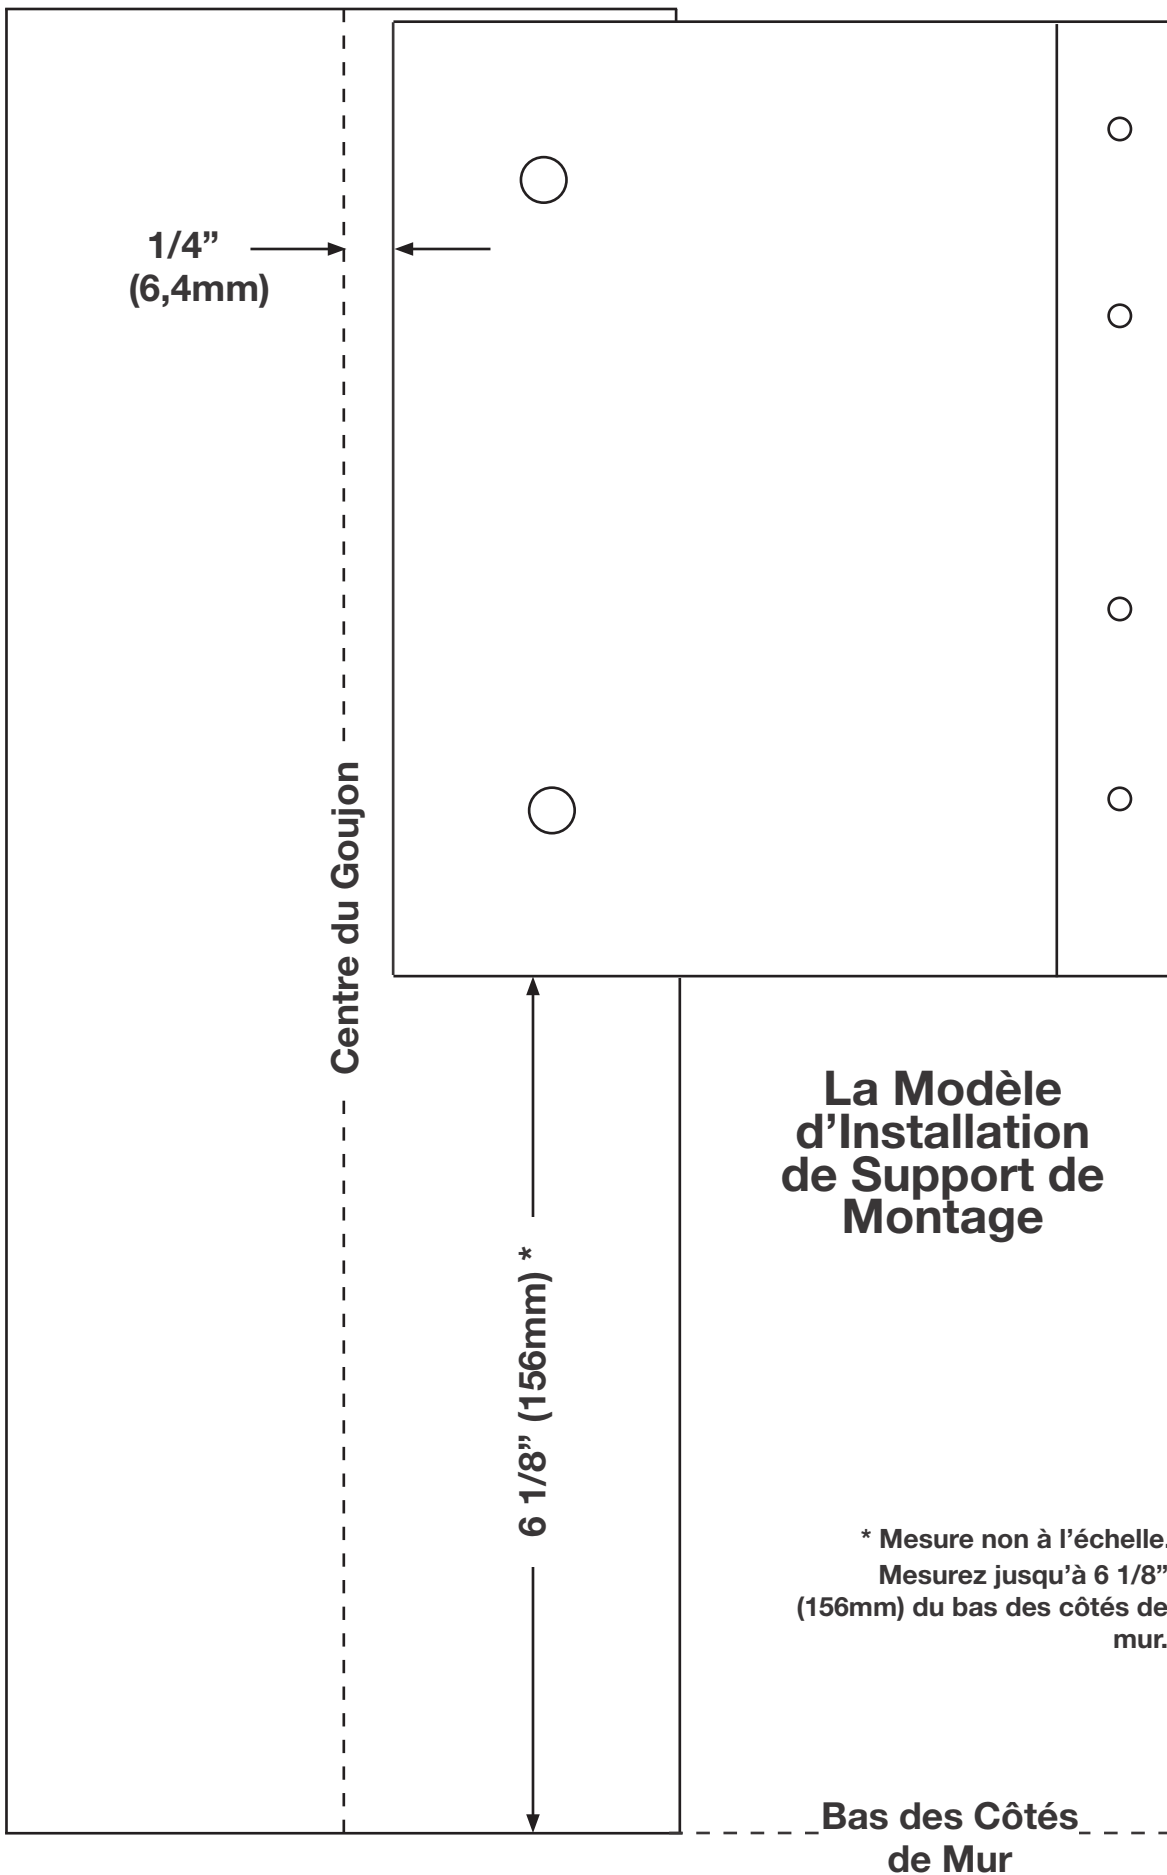 1/4”
(6,4mm)
Centre du Goujon
La Modèle
d’Installation
de Support de
Montage
6 1/8” (156mm) *
* Mesure non à l’échelle.
Mesurez jusqu’à 6 1/8”
(156mm) du bas des côtés de
mur.
Bas des Côtés
de Mur